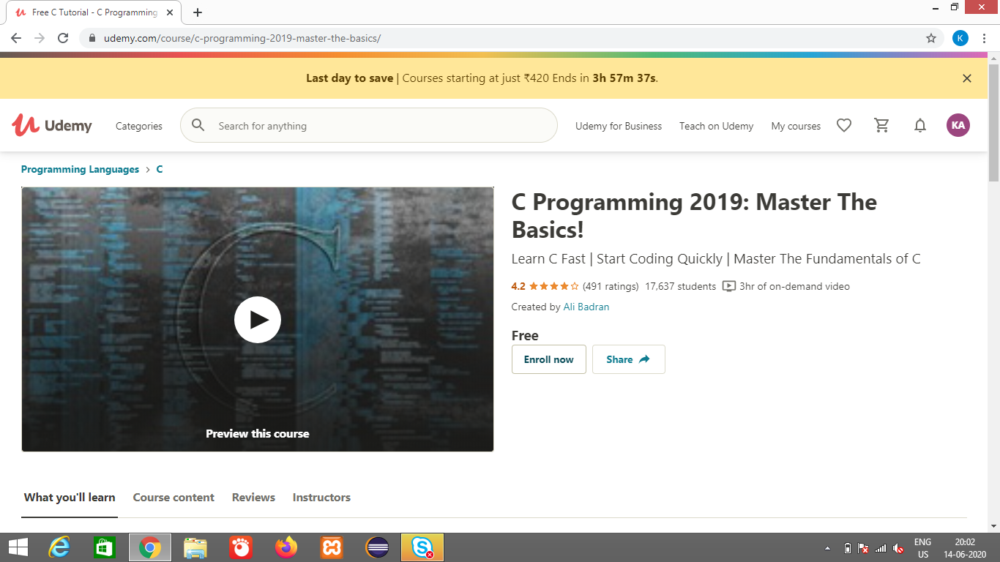 Free C Tutorial - C Programming
udemy.com/course/c-programming-2019-master-the-basics/
K
Last day to save | Courses starting at just ₹420 Ends in 3h 57m 37s.
Udemy
Categories
Search for anything
Udemy for Business
Teach on Udemy
My courses
KA
Programming Languages > C
C Programming 2019: Master The
Basics!
Learn C Fast | Start Coding Quickly | Master The Fundamentals of C
4.2 (491 ratings) 17,637 students 3hr of on-demand video
Created by Ali Badran
Free
Enroll now
Share
C
Preview this course
What you'll learn
Course content
Reviews
Instructors
ENG
US
20:02
14-06-2020